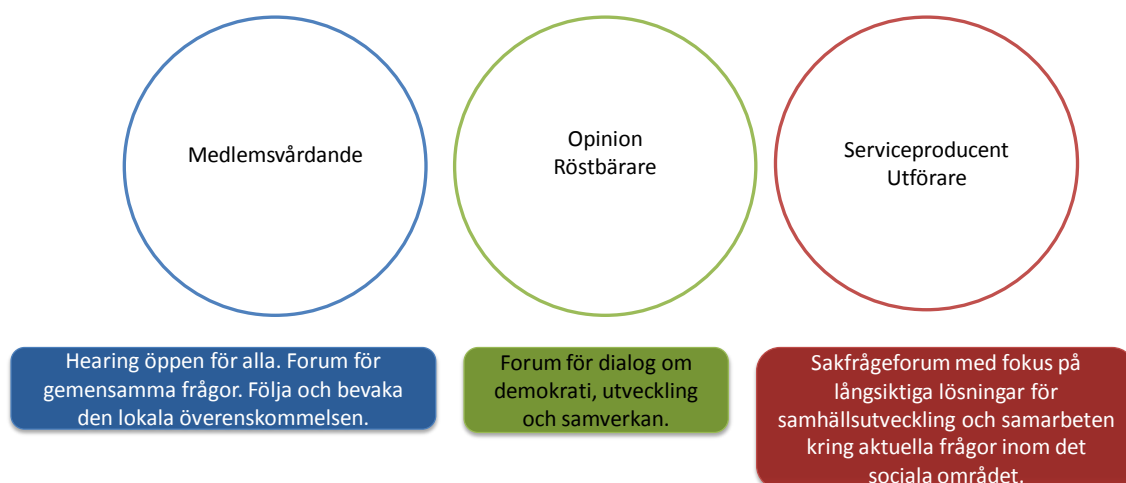 Medlemsvårdande
Opinion
Röstbärare
Serviceproducent
Utförare
Hearing öppen för alla. Forum för
gemensamma frågor. Följa och bevaka
den lokala överenskommelsen.
Forum för dialog om
demokrati, utveckling
och samverkan.
Sakfrågeforum med fokus på
långsiktiga lösningar för
samhällsutveckling och samarbeten
kring aktuella frågor inom det
sociala området.